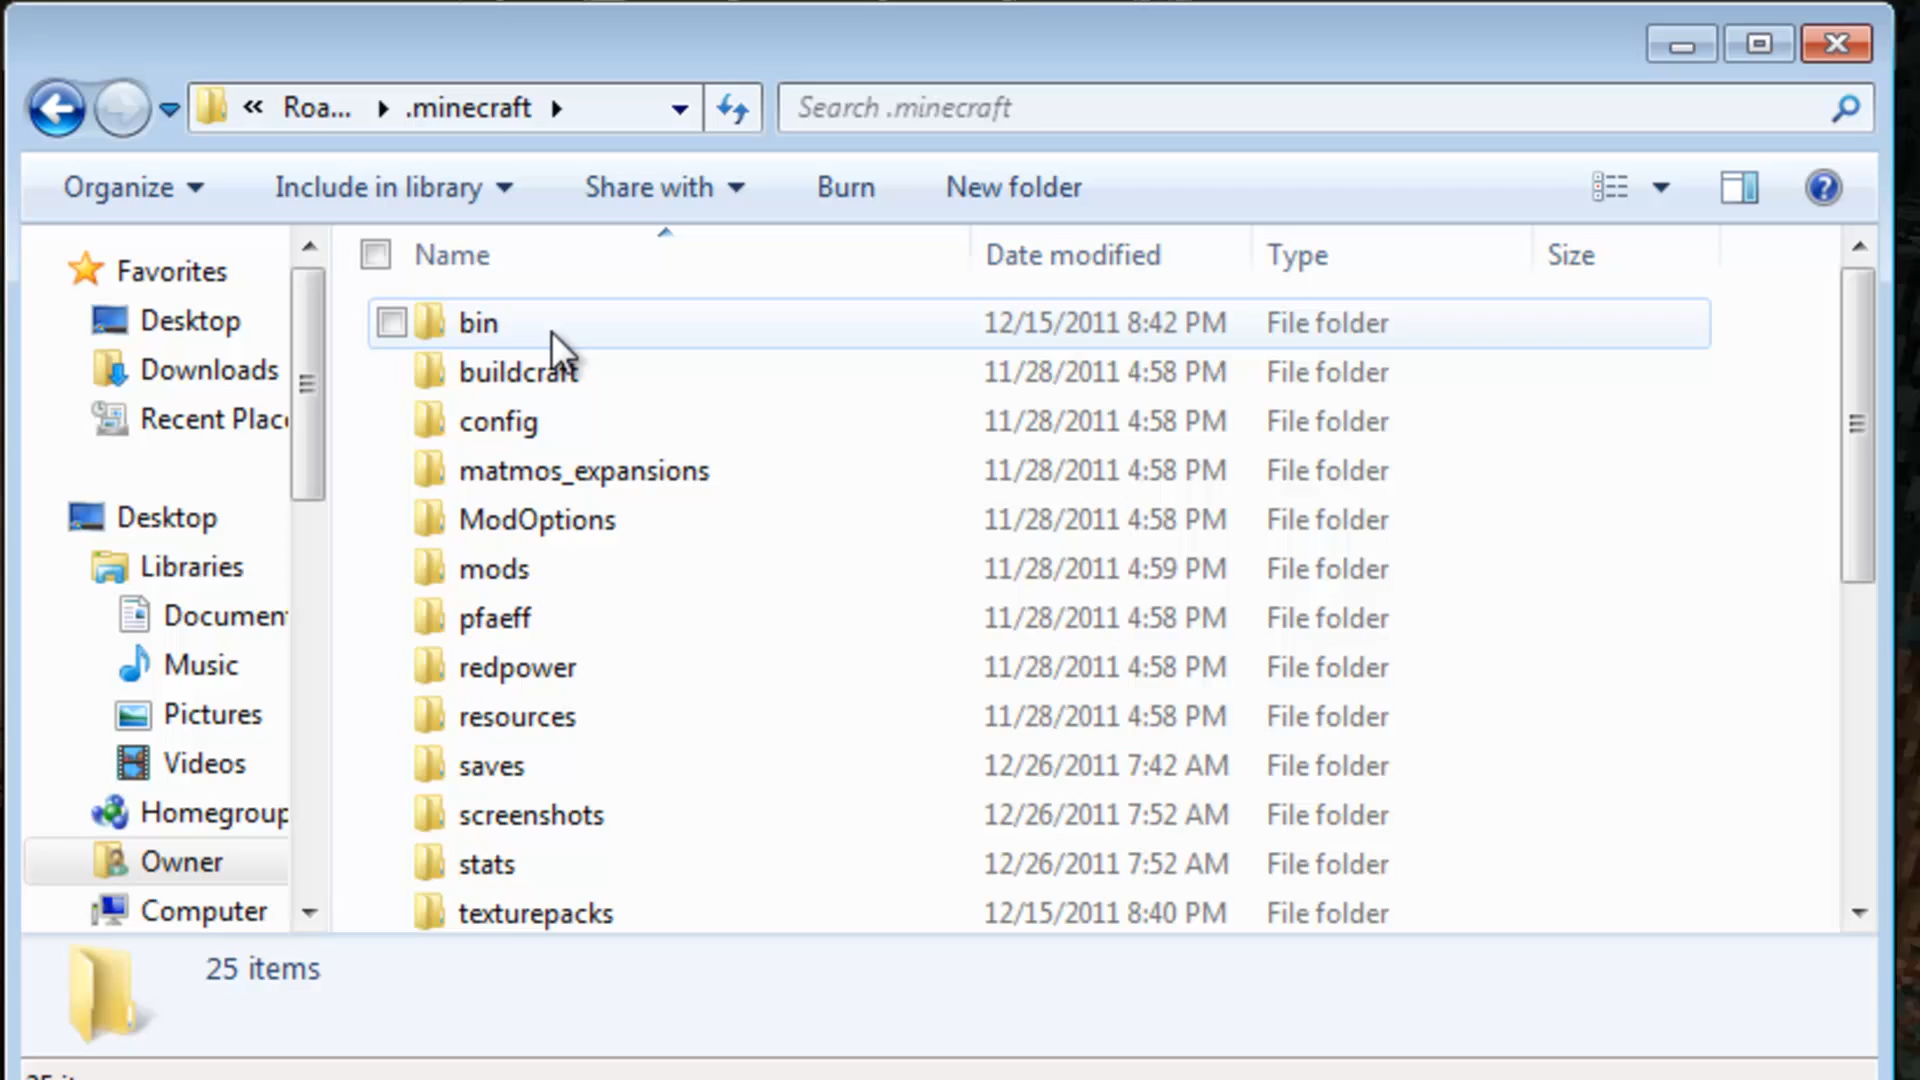 « Roa... .minecraft
Search .minecraft
Organize Include in library Share with Burn New folder
Name Date modified Type Size
Favorites
Desktop
Downloads
Recent Plac
Desktop
Libraries
Documen
Music
Pictures
Videos
Homegroup
Owner
Computer
bin 12/15/2011 8:42 PM File folder
buildcraft 11/28/2011 4:58 PM File folder
config 11/28/2011 4:58 PM File folder
matmos_expansions 11/28/2011 4:58 PM File folder
ModOptions 11/28/2011 4:58 PM File folder
mods 11/28/2011 4:59 PM File folder
pfaeff 11/28/2011 4:58 PM File folder
redpower 11/28/2011 4:58 PM File folder
resources 11/28/2011 4:58 PM File folder
saves 12/26/2011 7:42 AM File folder
screenshots 12/26/2011 7:52 AM File folder
stats 12/26/2011 7:52 AM File folder
texturepacks 12/15/2011 8:40 PM File folder
25 items